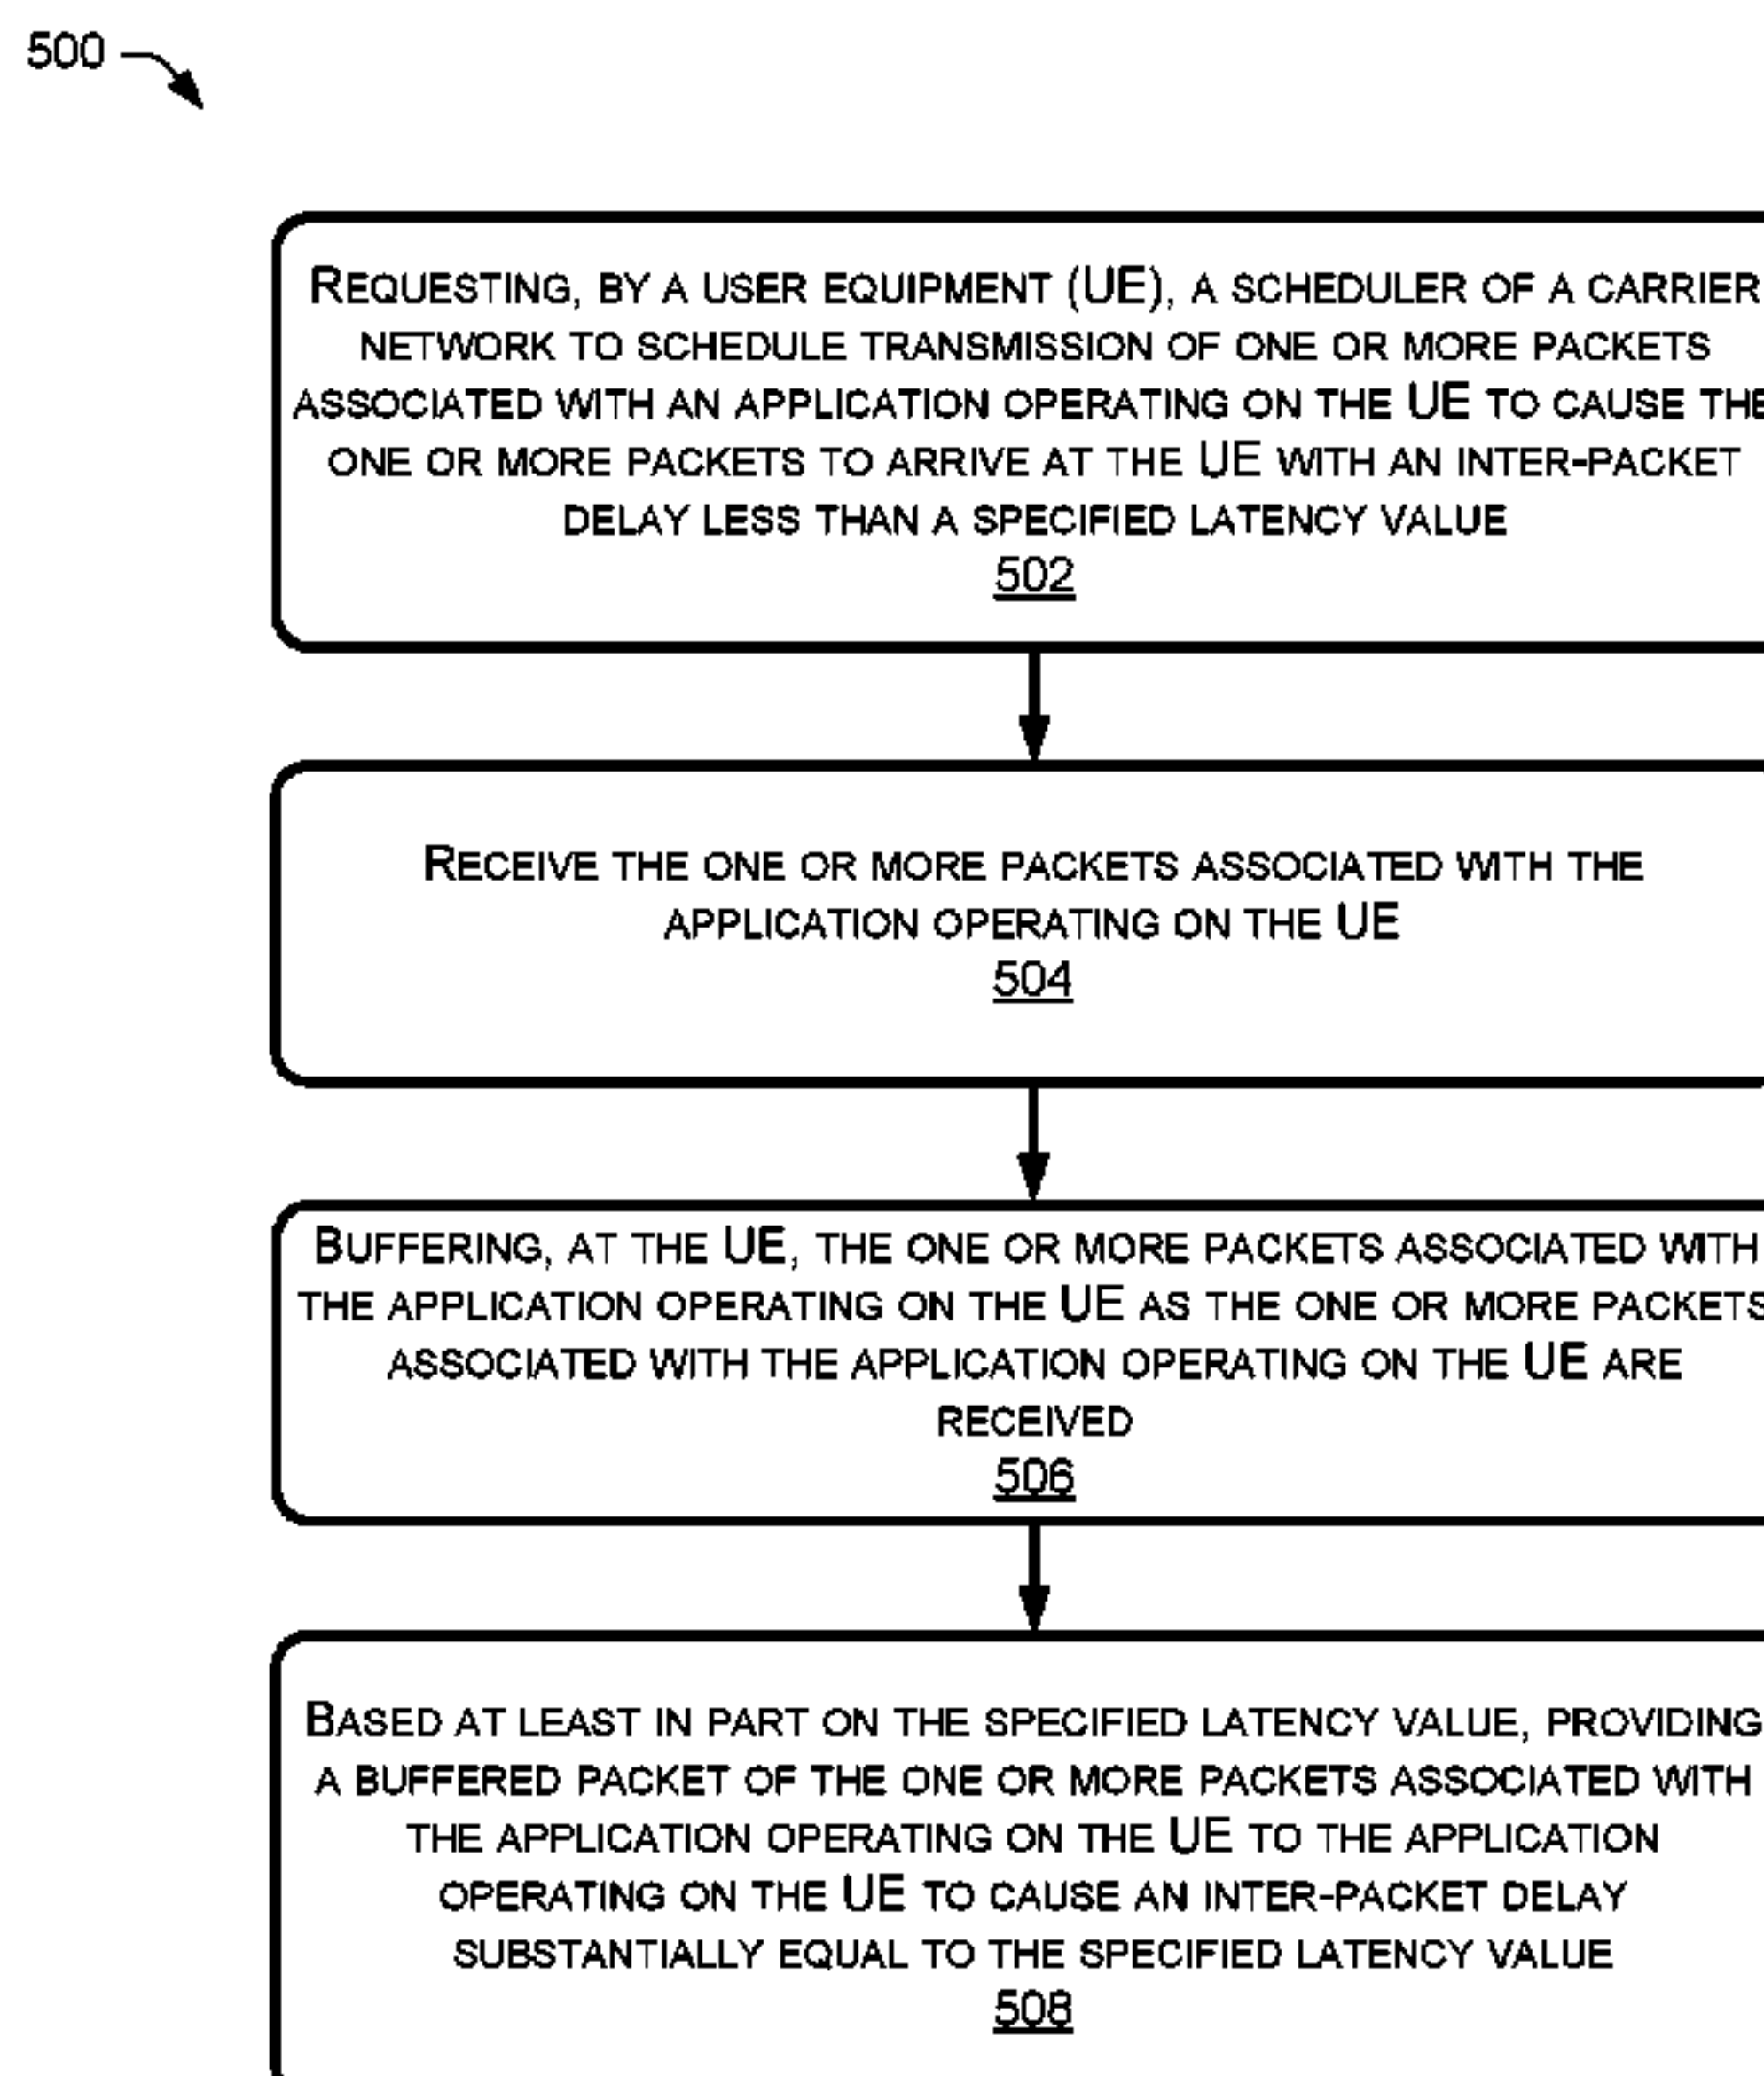 500
REQUESTING, BY A USER EQUIPMENT (UE), A SCHEDULER OF A CARRIER
NETWORK TO SCHEDULE TRANSMISSION OF ONE OR MORE PACKETS
ASSOCIATED WITH AN APPLICATION OPERATING ON THE UE TO CAUSE THE
ONE OR MORE PACKETS TO ARRIVE AT THE UE WITH AN INTER-PACKET
DELAY LESS THAN A SPECIFIED LATENCY VALUE
502
RECEIVE THE ONE OR MORE PACKETS ASSOCIATED WITH THE
APPLICATION OPERATING ON THE UE
504
BUFFERING, AT THE UE, THE ONE OR MORE PACKETS ASSOCIATED WITH
THE APPLICATION OPERATING ON THE UE AS THE ONE OR MORE PACKETS
ASSOCIATED WITH THE APPLICATION OPERATING ON THE UE ARE
RECEIVED
506
BASED AT LEAST IN PART ON THE SPECIFIED LATENCY VALUE, PROVIDING
A BUFFERED PACKET OF THE ONE OR MORE PACKETS ASSOCIATED WITH
THE APPLICATION OPERATING ON THE UE TO THE APPLICATION
OPERATING ON THE UE TO CAUSE AN INTER-PACKET DELAY
SUBSTANTIALLY EQUAL TO THE SPECIFIED LATENCY VALUE
508